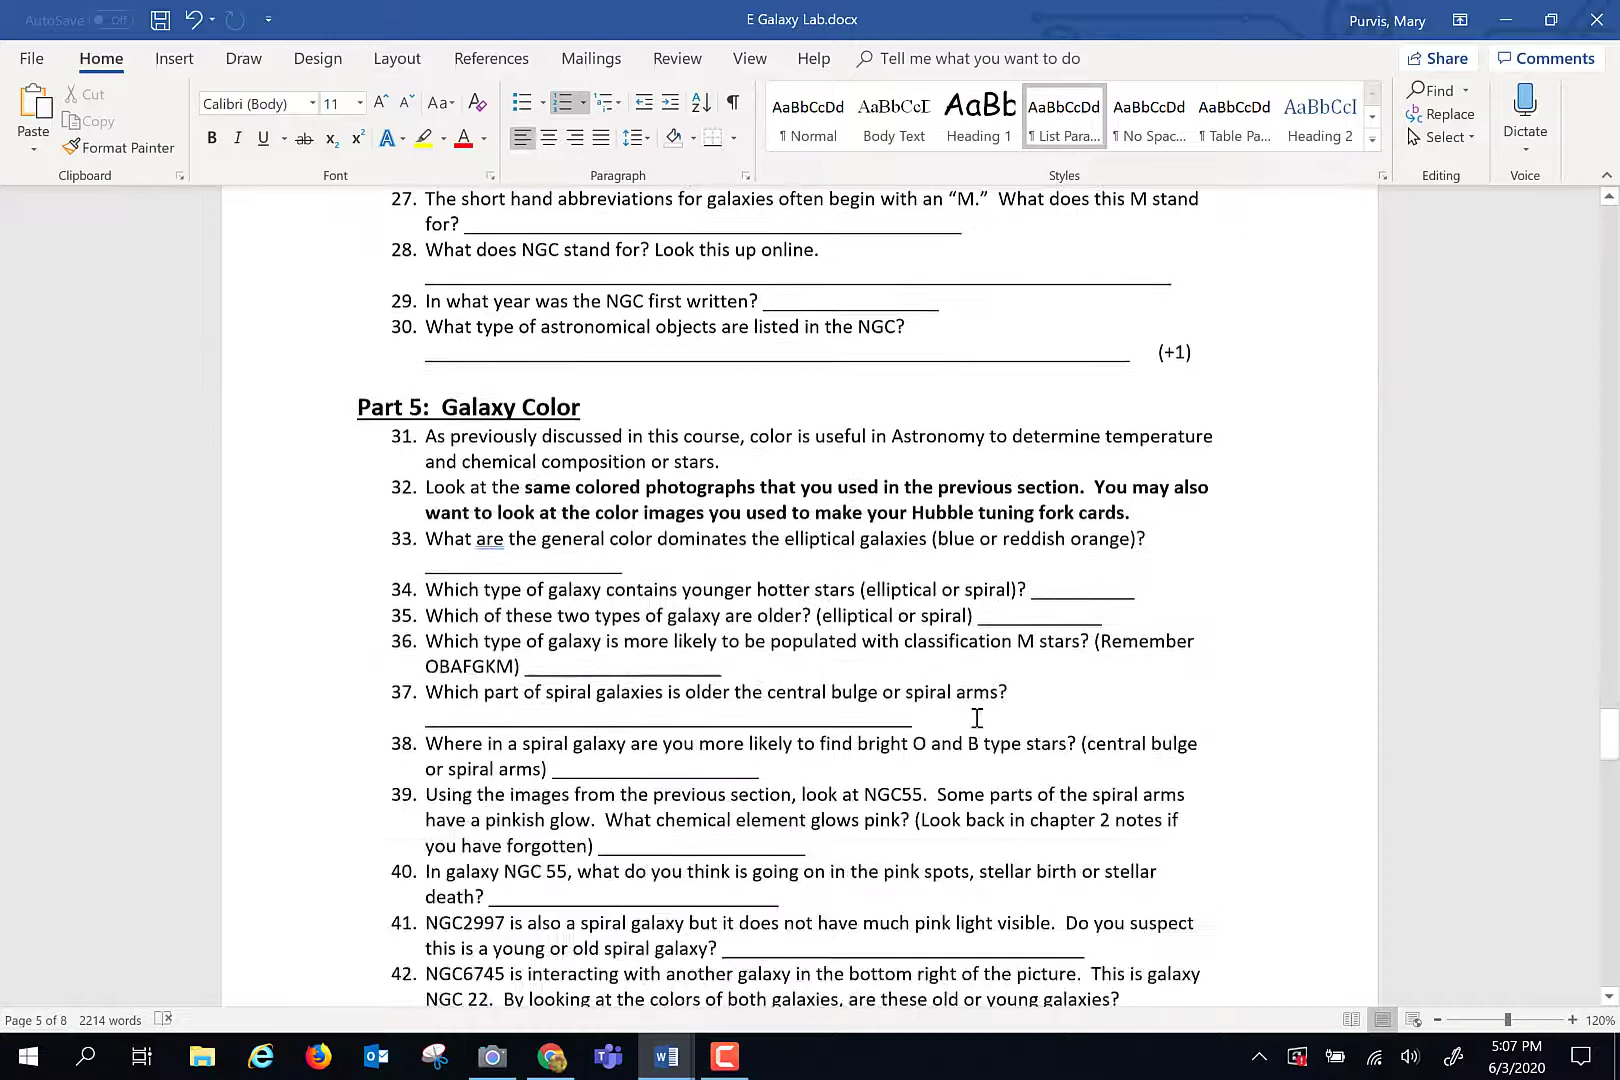 AutoSave Off
E Galaxy Lab.docx
Purvis, Mary
File Home Insert Draw Design Layout References Mailings Review View Help Tell me what you want to do
Share Comments
Paste Cut Copy Format Painter
Clipboard
Calibri (Body) 11
Font
Paragraph
AaBbCcDd AaBbCcI AaBb AaBbCcDd AaBbCcDd AaBbCcDd AaBbCcI
¶ Normal Body Text Heading 1 ¶ List Para... ¶ No Spac... ¶ Table Pa... Heading 2
Styles
Find Replace Select
Editing
Dictate
Voice
27. The short hand abbreviations for galaxies often begin with an “M.” What does this M stand
for? ____________________
28. What does NGC stand for? Look this up online.
____________________
29. In what year was the NGC first written? ____________________
30. What type of astronomical objects are listed in the NGC?
____________________ (+1)
Part 5: Galaxy Color
31. As previously discussed in this course, color is useful in Astronomy to determine temperature
and chemical composition or stars.
32. Look at the same colored photographs that you used in the previous section. You may also
want to look at the color images you used to make your Hubble tuning fork cards.
33. What are the general color dominates the elliptical galaxies (blue or reddish orange)?
____________________
34. Which type of galaxy contains younger hotter stars (elliptical or spiral)? ____________________
35. Which of these two types of galaxy are older? (elliptical or spiral) ____________________
36. Which type of galaxy is more likely to be populated with classification M stars? (Remember
OBAFGKM) ____________________
37. Which part of spiral galaxies is older the central bulge or spiral arms?
____________________
38. Where in a spiral galaxy are you more likely to find bright O and B type stars? (central bulge
or spiral arms) ____________________
39. Using the images from the previous section, look at NGC55. Some parts of the spiral arms
have a pinkish glow. What chemical element glows pink? (Look back in chapter 2 notes if
you have forgotten) ____________________
40. In galaxy NGC 55, what do you think is going on in the pink spots, stellar birth or stellar
death? ____________________
41. NGC2997 is also a spiral galaxy but it does not have much pink light visible. Do you suspect
this is a young or old spiral galaxy? ____________________
42. NGC6745 is interacting with another galaxy in the bottom right of the picture. This is galaxy
NGC 22. By looking at the colors of both galaxies, are these old or young galaxies?
Page 5 of 8 2214 words
120%
5:07 PM
6/3/2020